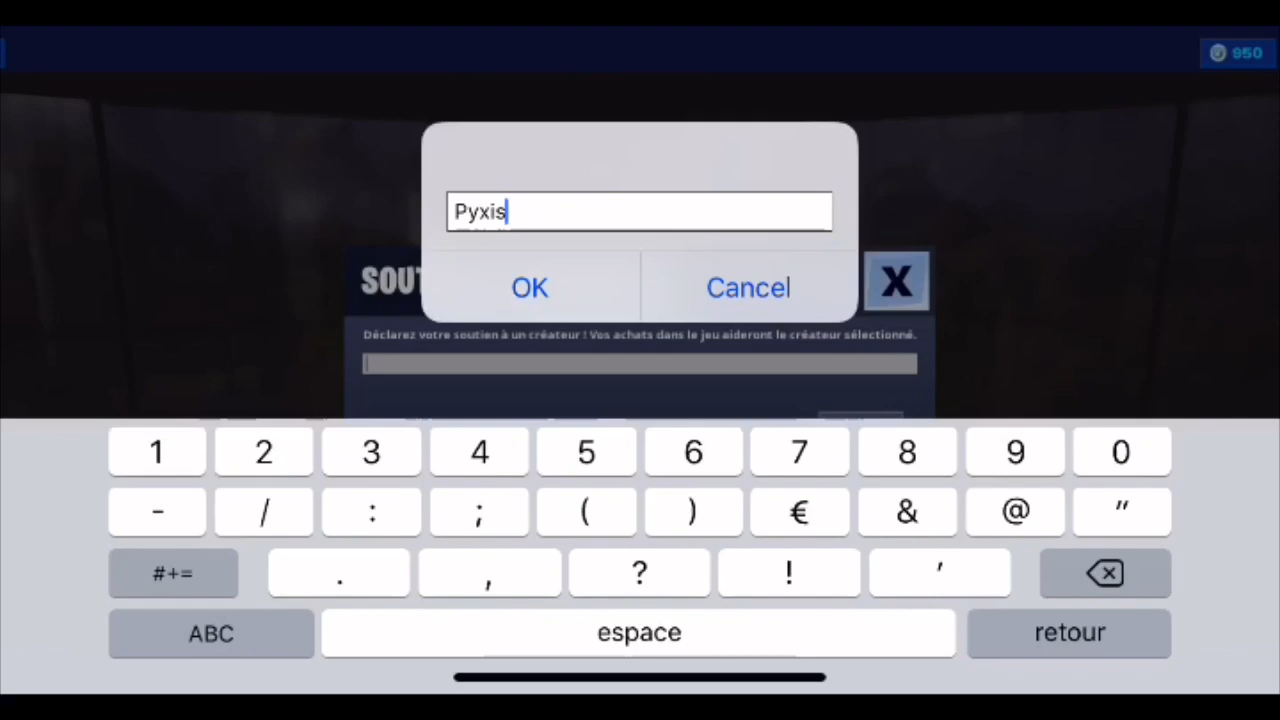 950
Pyxis
SOUT
X
OK
Cancel
Déclarez votre soutien à un créateur ! Vos achats dans le jeu aideront le créateur sélectionné.
1 2 3 4 5 6 7 8 9 0
- / : ; ( ) € & @ "
#+= . , ? ! '
ABC espace retour